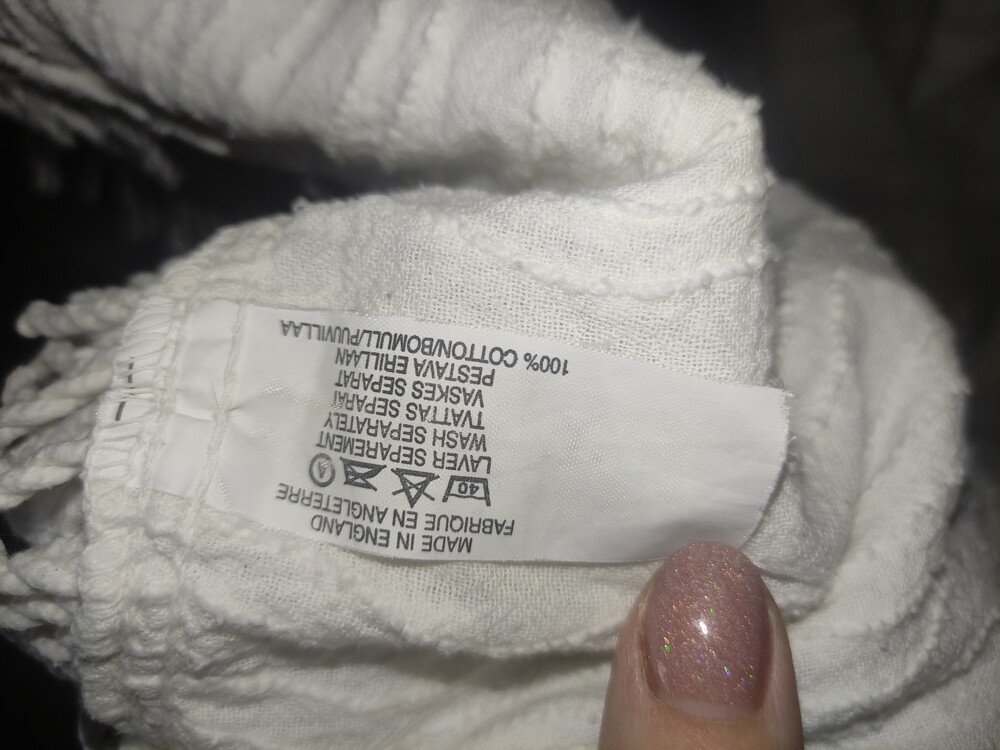 MADE IN ENGLAND
FABRIQUE EN ANGLETERRE
40 A
LAVER SEPAREMENT
WASH SEPARATELY
TVATTAS SEPARAT
VASKES SEPARAT
PESTAVA ERILLAAN
100% COTTON/BOMULL/PUUVILLAA